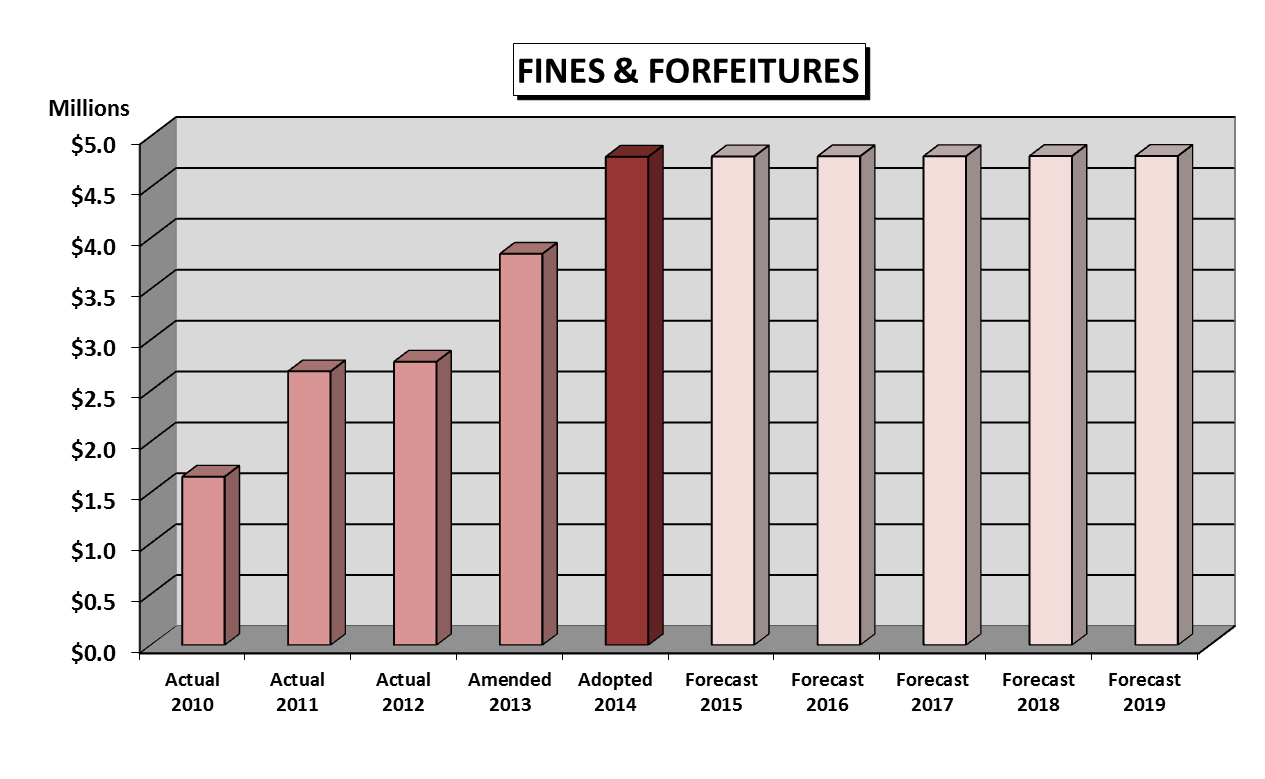 FINES & FORFEITURES
Millions
$5.0
$4.5
$4.0
$3.5
$3.0
$2.5
$2.0
$1.5
$1.0
$0.5
$0.0
Actual Actual Actual Amended Adopted Forecast Forecast Forecast Forecast Forecast
2010 2011 2012 2013 2014 2015 2016 2017 2018 2019